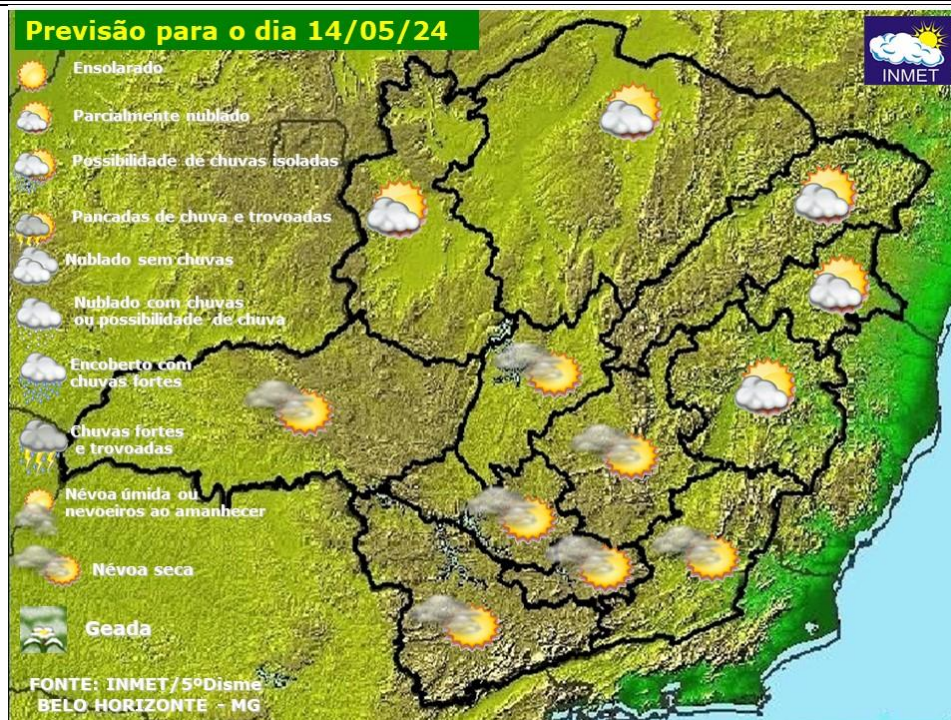 Previsão para o dia 14/05/24
INMET
Ensolarado
Parcialmente nublado
Possibilidade de chuvas isoladas
Pancadas de chuva e trovoadas
Nublado sem chuvas
Nublado com chuvas
ou possibilidade de chuva
Encoberto com
chuvas fortes
Chuvas fortes
e trovoadas
Névoa úmida ou
nevoeiros ao amanhecer
Névoa seca
Geada
FONTE: INMET/5ºDisme
BELO HORIZONTE - MG